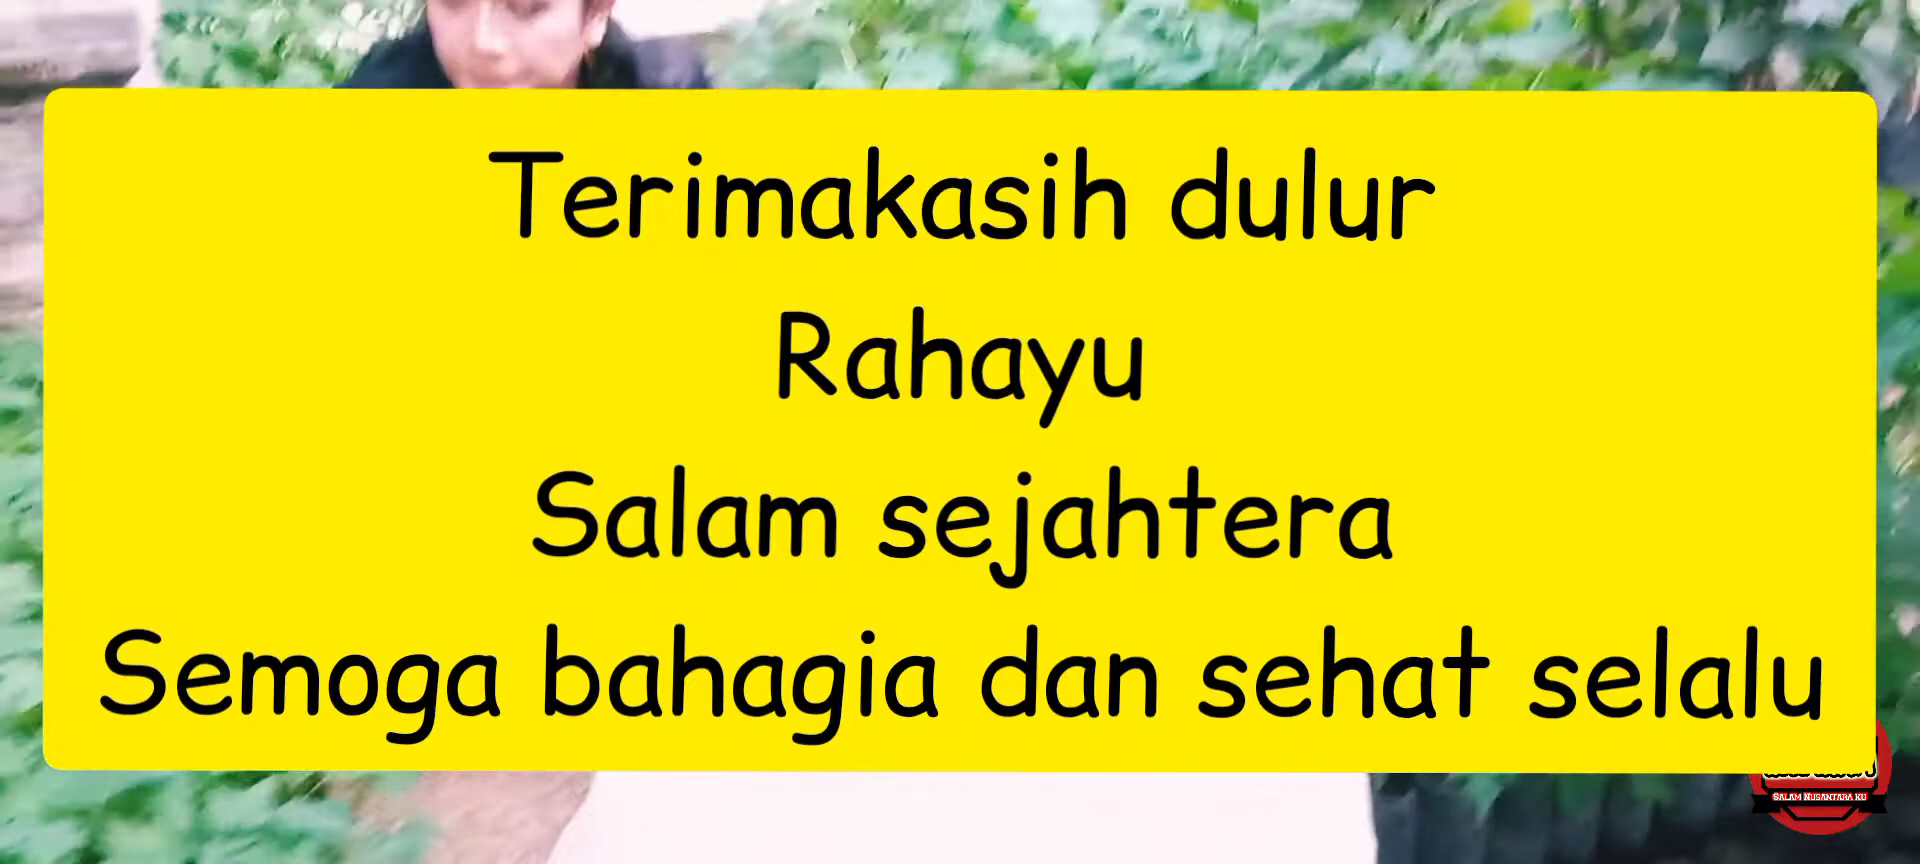 Terimakasih dulur
Rahayu
Salam sejahtera
Semoga bahagia dan sehat selalu
SALAM NUSANTARA KU